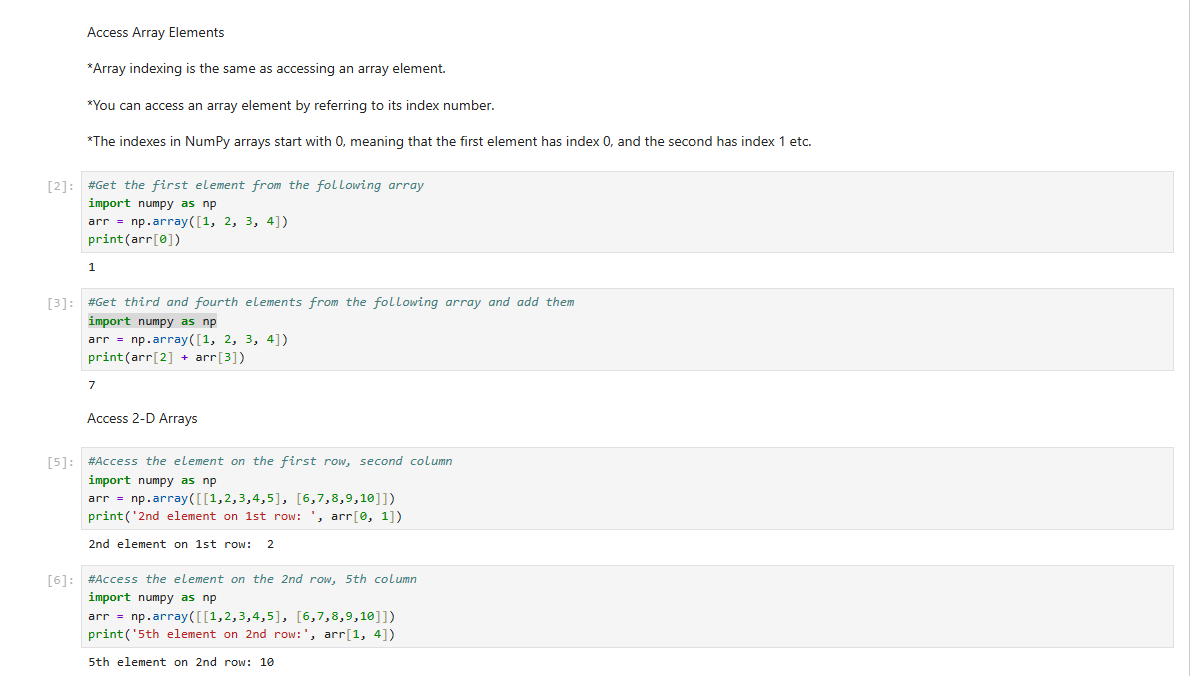 Access Array Elements
*Array indexing is the same as accessing an array element.
*You can access an array element by referring to its index number.
*The indexes in NumPy arrays start with 0, meaning that the first element has index 0, and the second has index 1 etc.
[2]: #Get the first element from the following array
import numpy as np
arr = np.array([1, 2, 3, 4])
print(arr[0])
1
[3]: #Get third and fourth elements from the following array and add them
import numpy as np
arr = np.array([1, 2, 3, 4])
print(arr[2] + arr[3])
7
Access 2-D Arrays
[5]: #Access the element on the first row, second column
import numpy as np
arr = np.array([[1,2,3,4,5], [6,7,8,9,10]])
print('2nd element on 1st row: ', arr[0, 1])
2nd element on 1st row:  2
[6]: #Access the element on the 2nd row, 5th column
import numpy as np
arr = np.array([[1,2,3,4,5], [6,7,8,9,10]])
print('5th element on 2nd row:', arr[1, 4])
5th element on 2nd row: 10